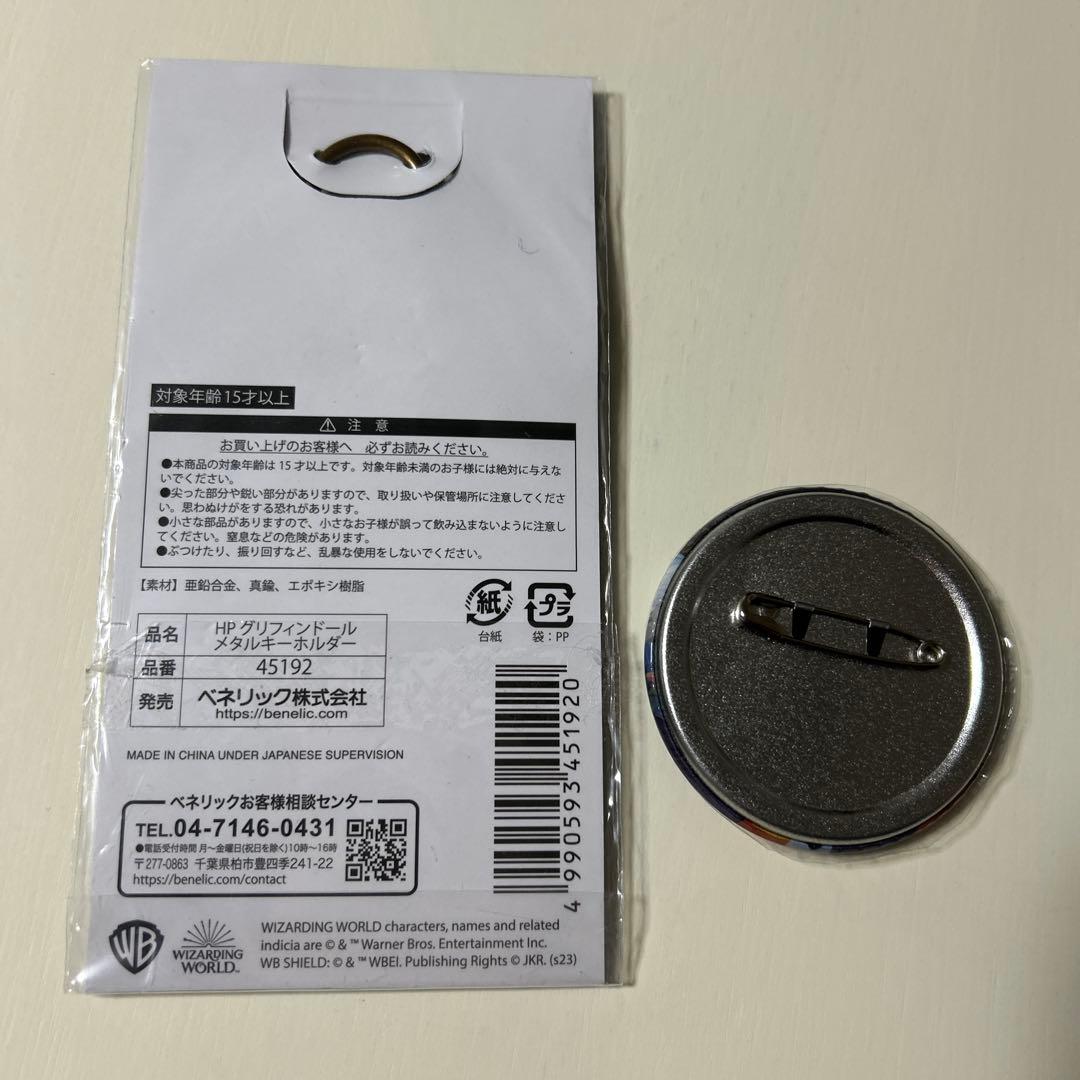 対象年齢15才以上
⚠ 注 意
お買い上げのお客様へ 必ずお読みください。
●本商品の対象年齢は 15 才以上です。対象年齢未満のお子様には絶対に与えな
いでください。
●尖った部分や鋭い部分がありますので、取り扱いや保管場所に注意してくださ
い。思わぬけがをする恐れがあります。
●小さな部品がありますので、小さなお子様が誤って飲み込まないように注意し
てください。窒息などの危険があります。
●ぶつけたり、振り回すなど、乱暴な使用をしないでください。
【素材】亜鉛合金、真鍮、エポキシ樹脂
紙
台紙
プラ
袋：PP
品名 HP グリフィンドール
メタルキーホルダー
品番 45192
発売 ベネリック株式会社
https://benelic.com
MADE IN CHINA UNDER JAPANESE SUPERVISION
ベネリックお客様相談センター
TEL.04-7146-0431
●電話受付時間 月〜金曜日(祝日を除く)10時〜16時
〒277-0863 千葉県柏市豊四季241-22
https://benelic.com/contact
4 990593 451920
WB
WIZARDING
WORLD™
WIZARDING WORLD characters, names and related
indicia are © & ™ Warner Bros. Entertainment Inc.
WB SHIELD: © & ™ WBEI. Publishing Rights © JKR. (s23)